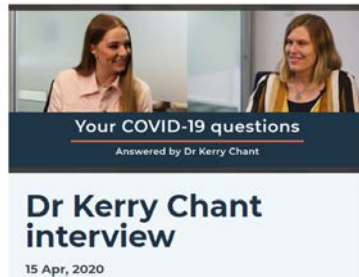 Your COVID-19 questions
Answered by Dr Kerry Chant
Dr Kerry Chant
interview
15 Apr, 2020